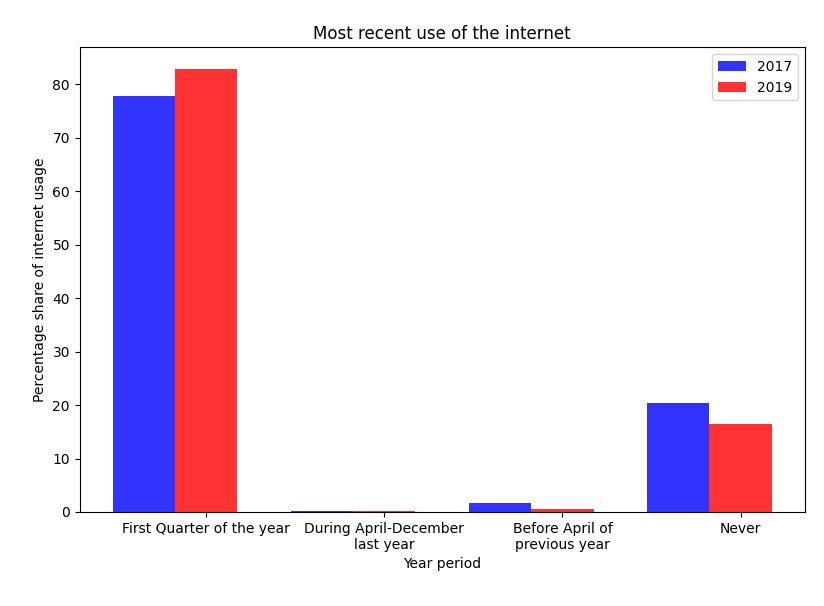 Most recent use of the internet
2017
2019
Percentage share of internet usage
80
70
60
50
40
30
20
10
0
First Quarter of the year
During April-December
last year
Before April of
previous year
Never
Year period